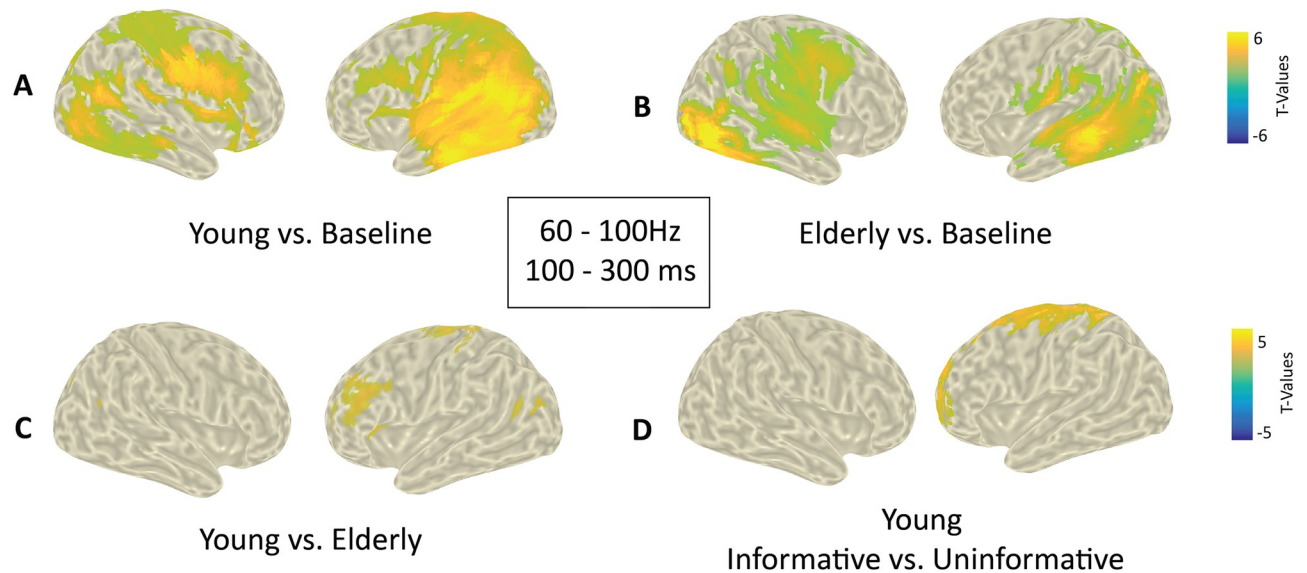 A
B
6
-6
T-Values
Young vs. Baseline
60 - 100Hz
100 - 300 ms
Elderly vs. Baseline
C
D
5
-5
T-Values
Young vs. Elderly
Young
Informative vs. Uninformative